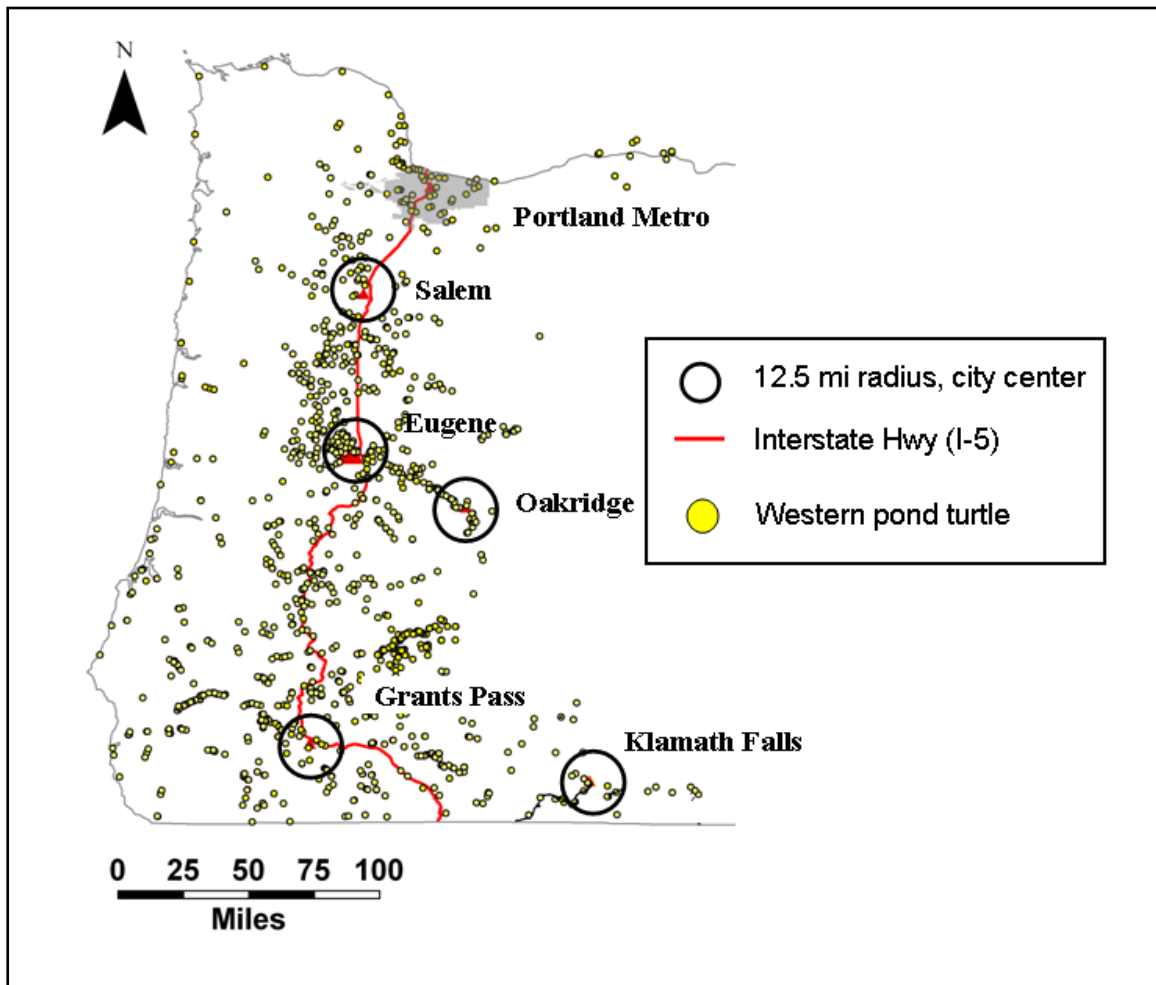 N
Portland Metro
Salem
12.5 mi radius, city center
Eugene
Interstate Hwy (I-5)
Oakridge
Western pond turtle
Grants Pass
Klamath Falls
0 25 50 75 100
Miles